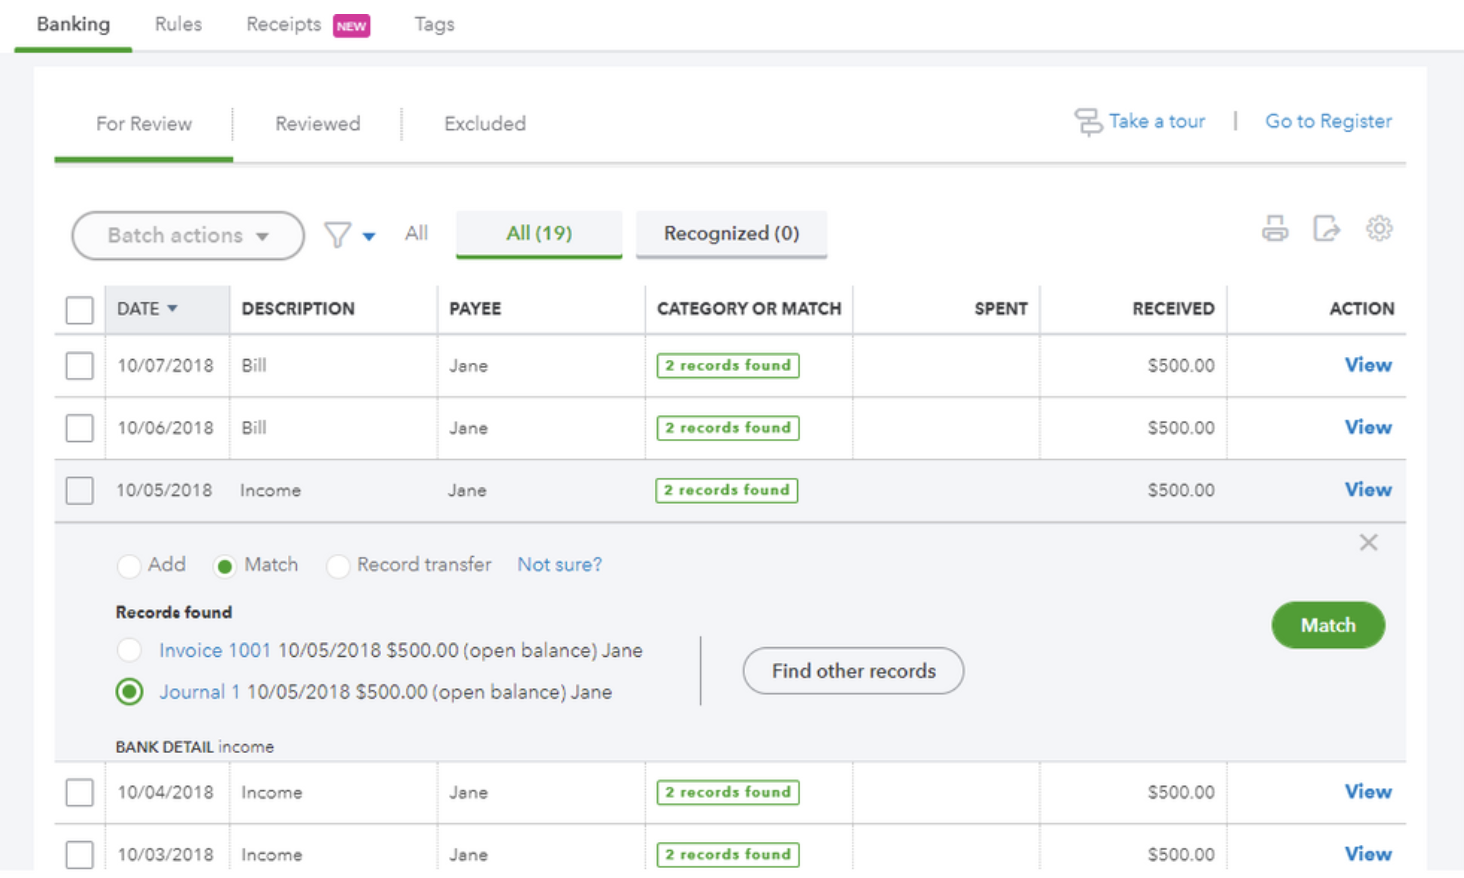 Banking Rules Receipts NEW Tags
For Review Reviewed Excluded Take a tour | Go to Register
Batch actions All All (19) Recognized (0)
DATE DESCRIPTION PAYEE CATEGORY OR MATCH SPENT RECEIVED ACTION
10/07/2018 Bill Jane 2 records found $500.00 View
10/06/2018 Bill Jane 2 records found $500.00 View
10/05/2018 Income Jane 2 records found $500.00 View
Add Match Record transfer Not sure?
Records found
Match
Invoice 1001 10/05/2018 $500.00 (open balance) Jane
Find other records
Journal 1 10/05/2018 $500.00 (open balance) Jane
BANK DETAIL income
10/04/2018 Income Jane 2 records found $500.00 View
10/03/2018 Income Jane 2 records found $500.00 View